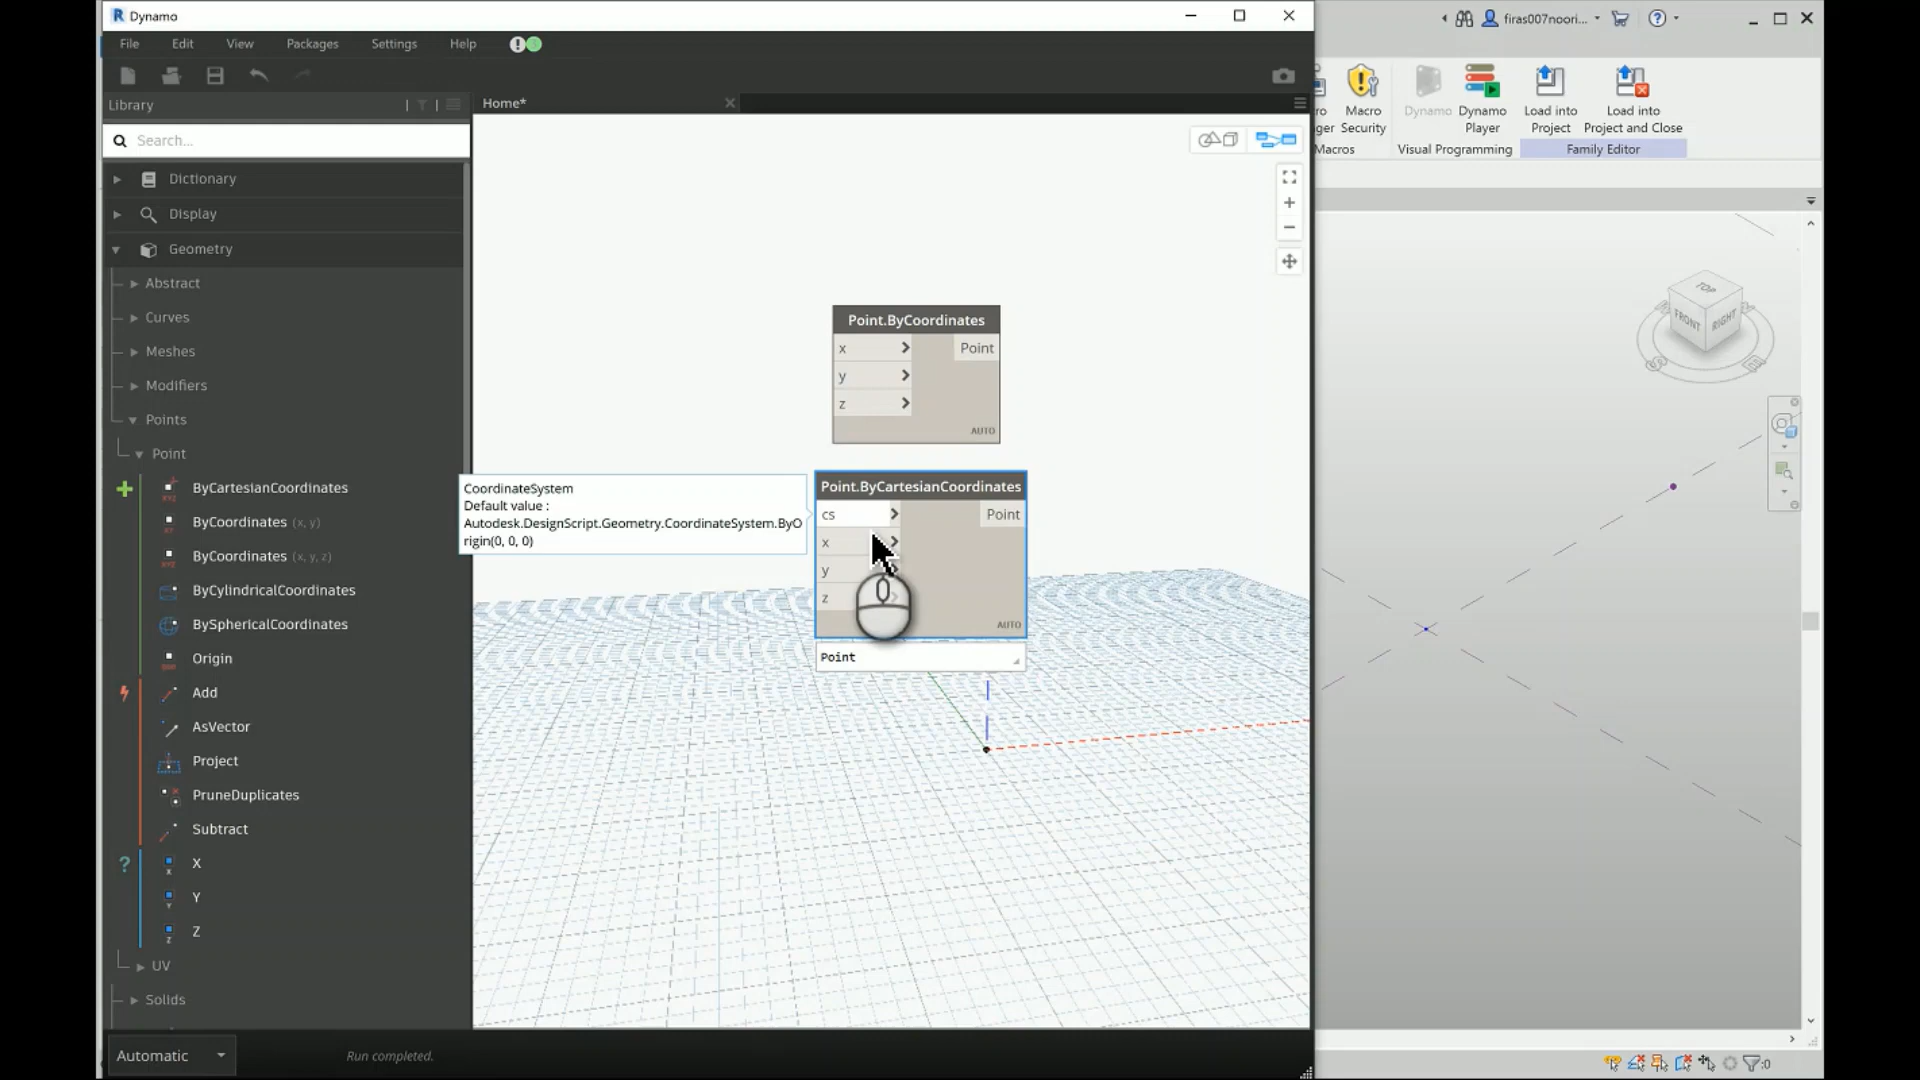 Dynamo
File Edit View Packages Settings Help
Library
Home*
Search...
Dictionary
Display
Geometry
Abstract
Curves
Meshes
Modifiers
Points
Point
ByCartesianCoordinates
ByCoordinates (x, y)
ByCoordinates (x, y, z)
ByCylindricalCoordinates
BySphericalCoordinates
Origin
Add
AsVector
Project
PruneDuplicates
Subtract
X
Y
Z
UV
Solids
Automatic
Run completed.
Point.ByCoordinates
x Point
y
z
AUTO
CoordinateSystem
Default value :
Autodesk.DesignScript.Geometry.CoordinateSystem.ByO
rigin(0, 0, 0)
Point.ByCartesianCoordinates
cs Point
x
y
z
AUTO
Point
firas007noori...
Macro
Security
Dynamo
Dynamo
Player
Load into
Project
Load into
Project and Close
Macros
Visual Programming
Family Editor
TOP
FRONT
RIGHT
S
E
:0